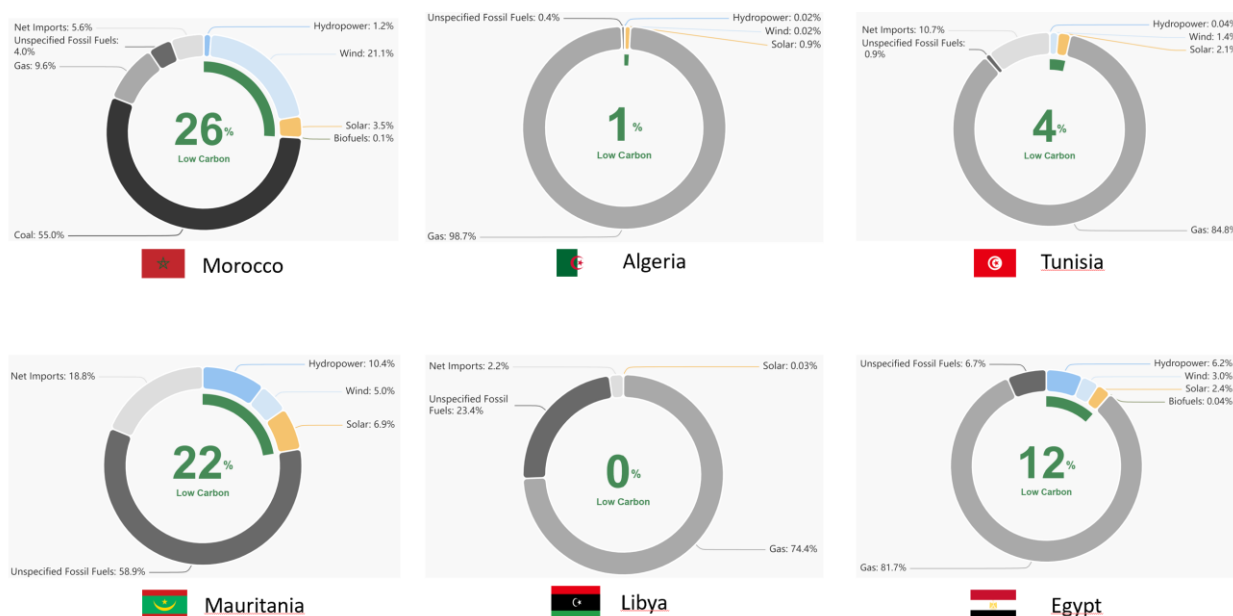 Hydropower: 1.2%
Net Imports: 5.6%
Unspecified Fossil Fuels:
4.0%
Wind: 21.1%
Gas: 9.6%
26%
Low Carbon
Solar: 3.5%
Biofuels: 0.1%
Coal: 55.0%
Morocco
Unspecified Fossil Fuels: 0.4%
Hydropower: 0.02%
Wind: 0.02%
Solar: 0.9%
1%
Low Carbon
Gas: 98.7%
Algeria
Hydropower: 0.04%
Net Imports: 10.7%
Wind: 1.4%
Unspecified Fossil Fuels:
0.9%
Solar: 2.1%
4%
Low Carbon
Gas: 84.8%
Tunisia
Hydropower: 10.4%
Net Imports: 18.8%
Wind: 5.0%
Solar: 6.9%
22%
Low Carbon
Unspecified Fossil Fuels: 58.9%
Mauritania
Net Imports: 2.2%
Solar: 0.03%
Unspecified Fossil
Fuels: 23.4%
0%
Low Carbon
Gas: 74.4%
Libya
Unspecified Fossil Fuels: 6.7%
Hydropower: 6.2%
Wind: 3.0%
Solar: 2.4%
Biofuels: 0.04%
12%
Low Carbon
Gas: 81.7%
Egypt